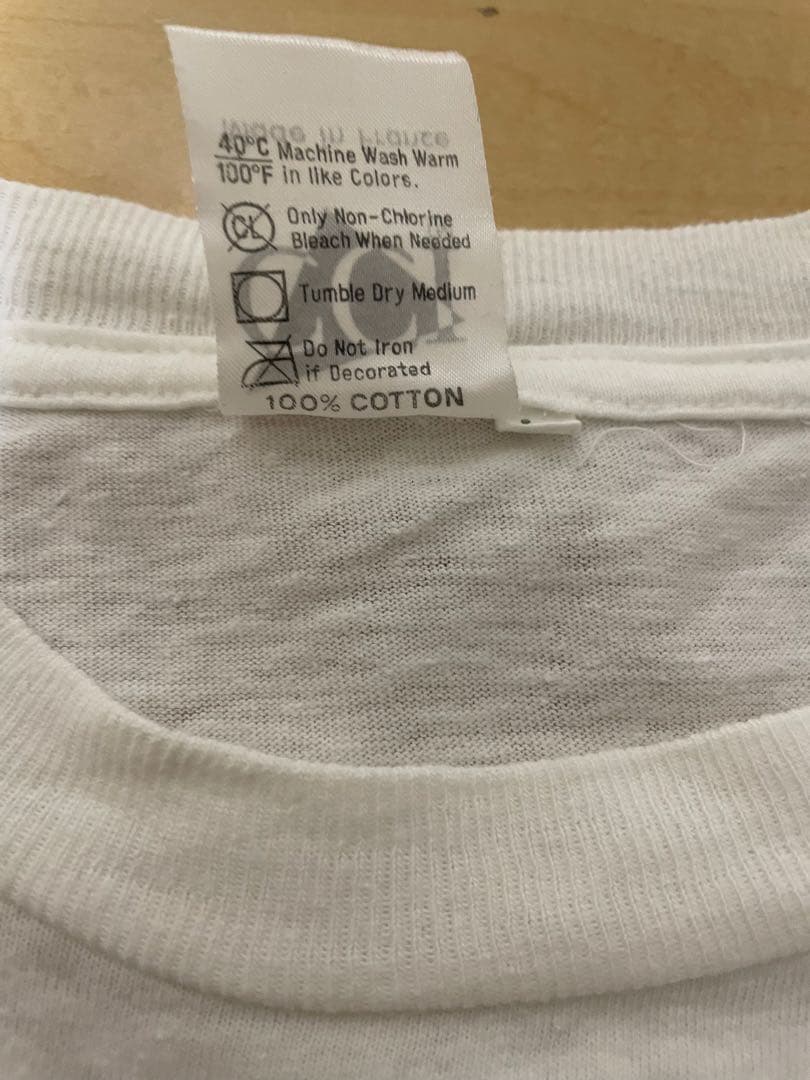 Made in France
40°C Machine Wash Warm
100°F in like Colors.
CL Only Non-Chlorine
Bleach When Needed
Tumble Dry Medium
Do Not Iron
if Decorated
100% COTTON